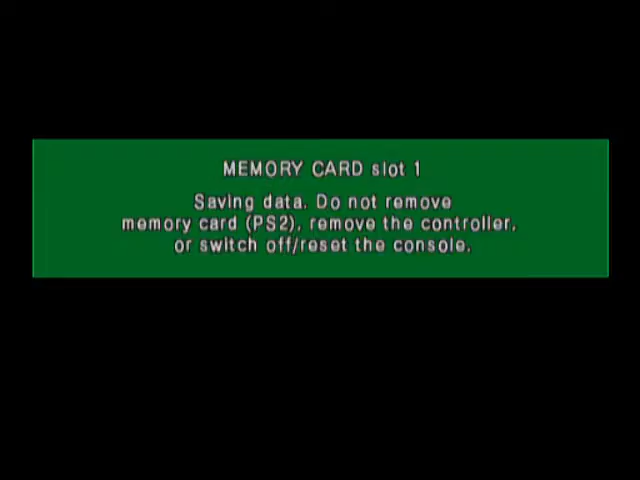 MEMORY CARD slot 1
Saving data. Do not remove
memory card (PS2), remove the controller,
or switch off/reset the console.